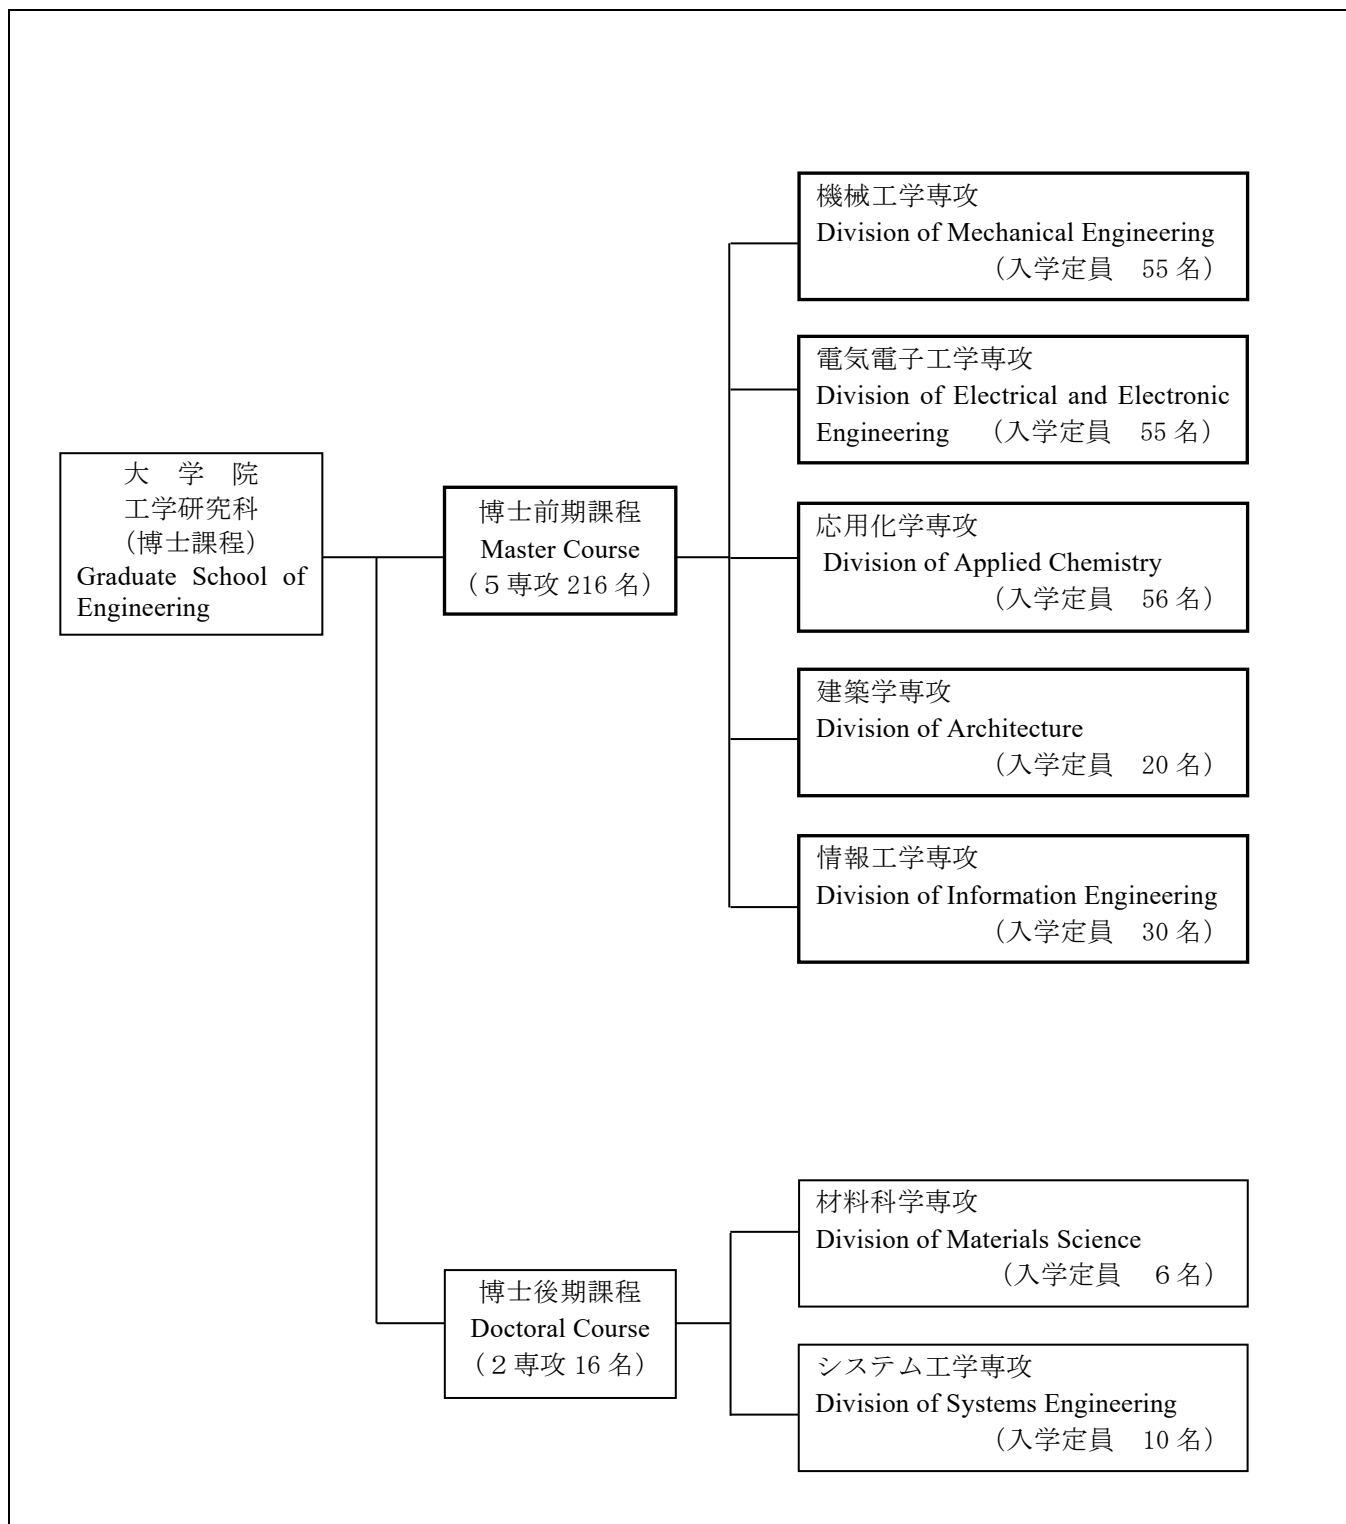 大　学　院
工学研究科
（博士課程）
Graduate School of
Engineering
博士前期課程
Master Course
（５専攻 216 名）
機械工学専攻
Division of Mechanical Engineering
（入学定員　55 名）
電気電子工学専攻
Division of Electrical and Electronic
Engineering　（入学定員　55 名）
応用化学専攻
Division of Applied Chemistry
（入学定員　56 名）
建築学専攻
Division of Architecture
（入学定員　20 名）
情報工学専攻
Division of Information Engineering
（入学定員　30 名）
博士後期課程
Doctoral Course
（２専攻 16 名）
材料科学専攻
Division of Materials Science
（入学定員　６名）
システム工学専攻
Division of Systems Engineering
（入学定員　10 名）